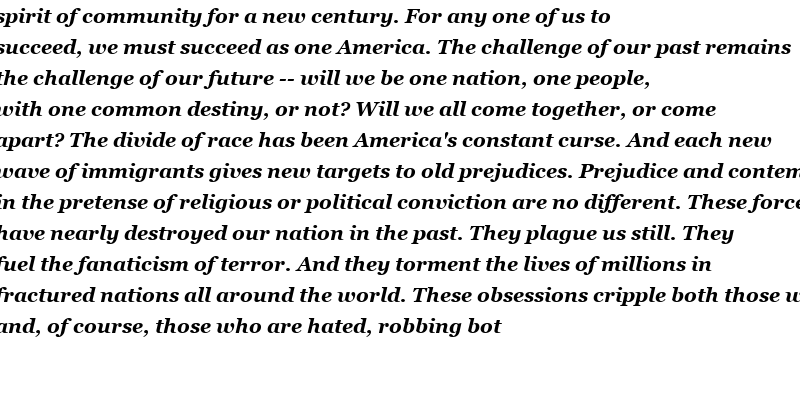 spirit of community for a new century. For any one of us to
succeed, we must succeed as one America. The challenge of our past remains
the challenge of our future -- will we be one nation, one people,
with one common destiny, or not? Will we all come together, or come
apart? The divide of race has been America's constant curse. And each new
wave of immigrants gives new targets to old prejudices. Prejudice and
in the pretense of religious or political conviction are no different. These
have nearly destroyed our nation in the past. They plague us still. They
fuel the fanaticism of terror. And they torment the lives of millions in
fractured nations all around the world. These obsessions cripple both those
and, of course, those who are hated, robbing bot